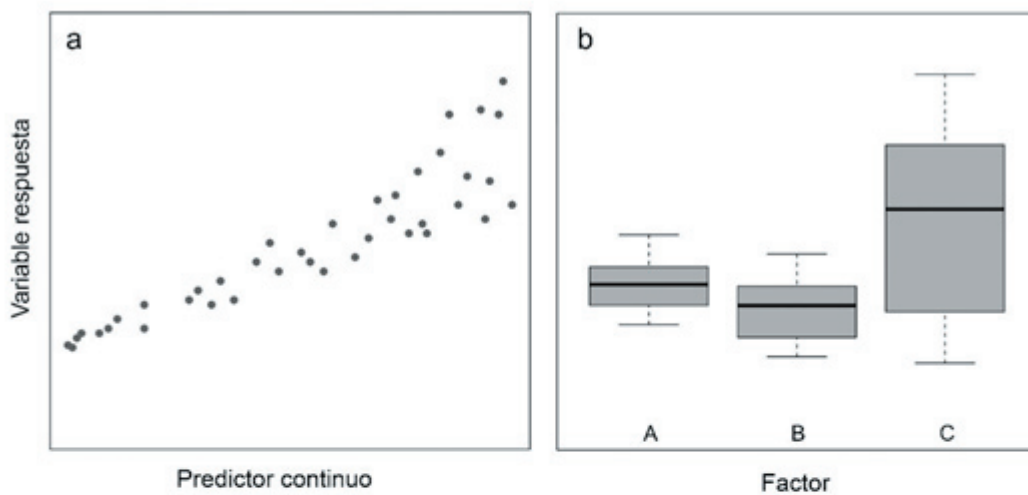 a
Variable respuesta
Predictor continuo
b
A B C
Factor